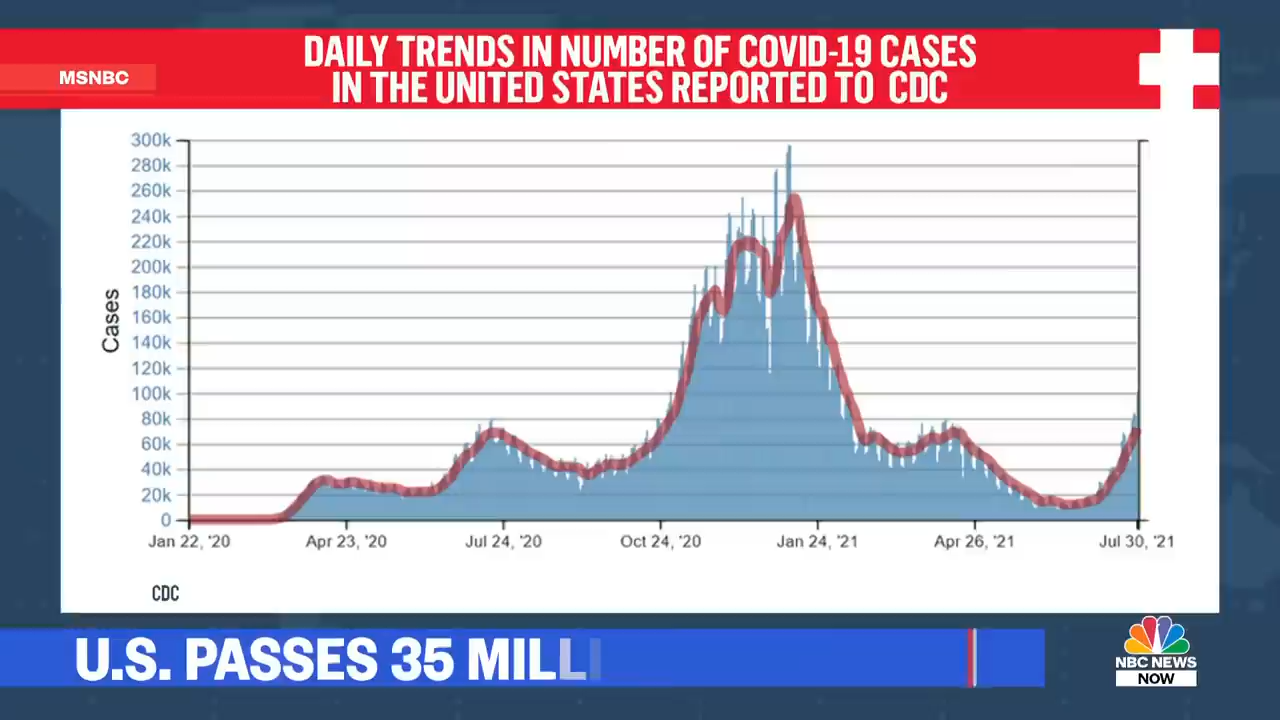 DAILY TRENDS IN NUMBER OF COVID-19 CASES
IN THE UNITED STATES REPORTED TO CDC
MSNBC
300k
280k
260k
240k
220k
200k
180k
160k
140k
120k
100k
80k
60k
40k
20k
0
Cases
Jan 22, '20
Apr 23, '20
Jul 24, '20
Oct 24, '20
Jan 24, '21
Apr 26, '21
Jul 30, '21
CDC
U.S. PASSES 35 MILL
NBC NEWS
NOW